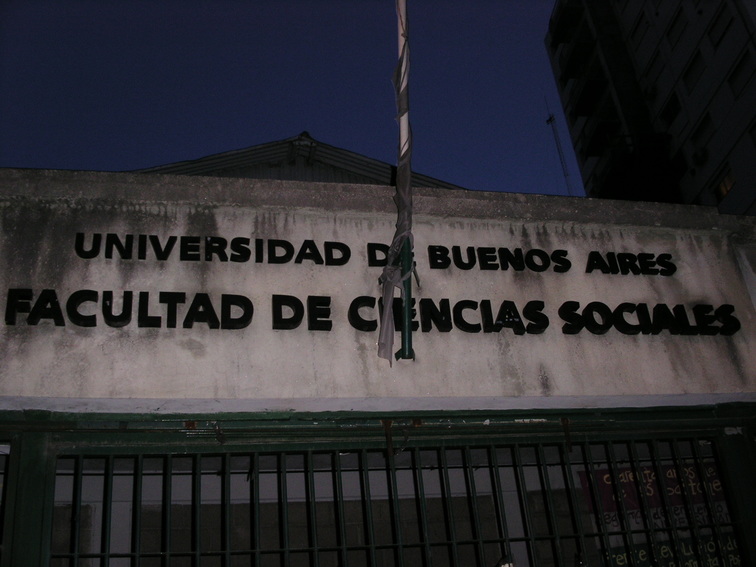 UNIVERSIDAD DE BUENOS AIRES
FACULTAD DE CIENCIAS SOCIALES